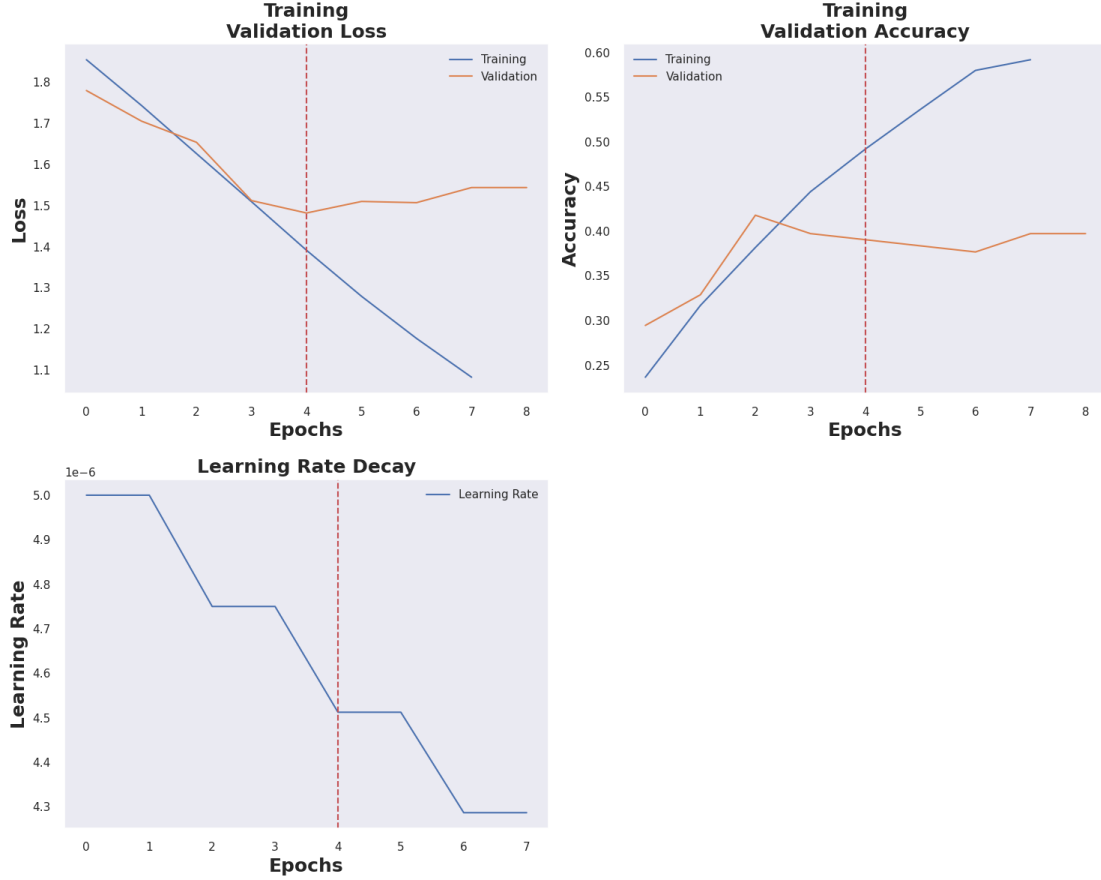 Training
Validation Loss
Training
Validation
1.8
1.7
1.6
1.5
1.4
1.3
1.2
1.1
Loss
0 1 2 3 4 5 6 7 8
Epochs
Training
Validation Accuracy
Training
Validation
0.60
0.55
0.50
0.45
0.40
0.35
0.30
0.25
Accuracy
0 1 2 3 4 5 6 7 8
Epochs
Learning Rate Decay
1e−6
Learning Rate
5.0
4.9
4.8
4.7
4.6
4.5
4.4
4.3
Learning Rate
0 1 2 3 4 5 6 7
Epochs